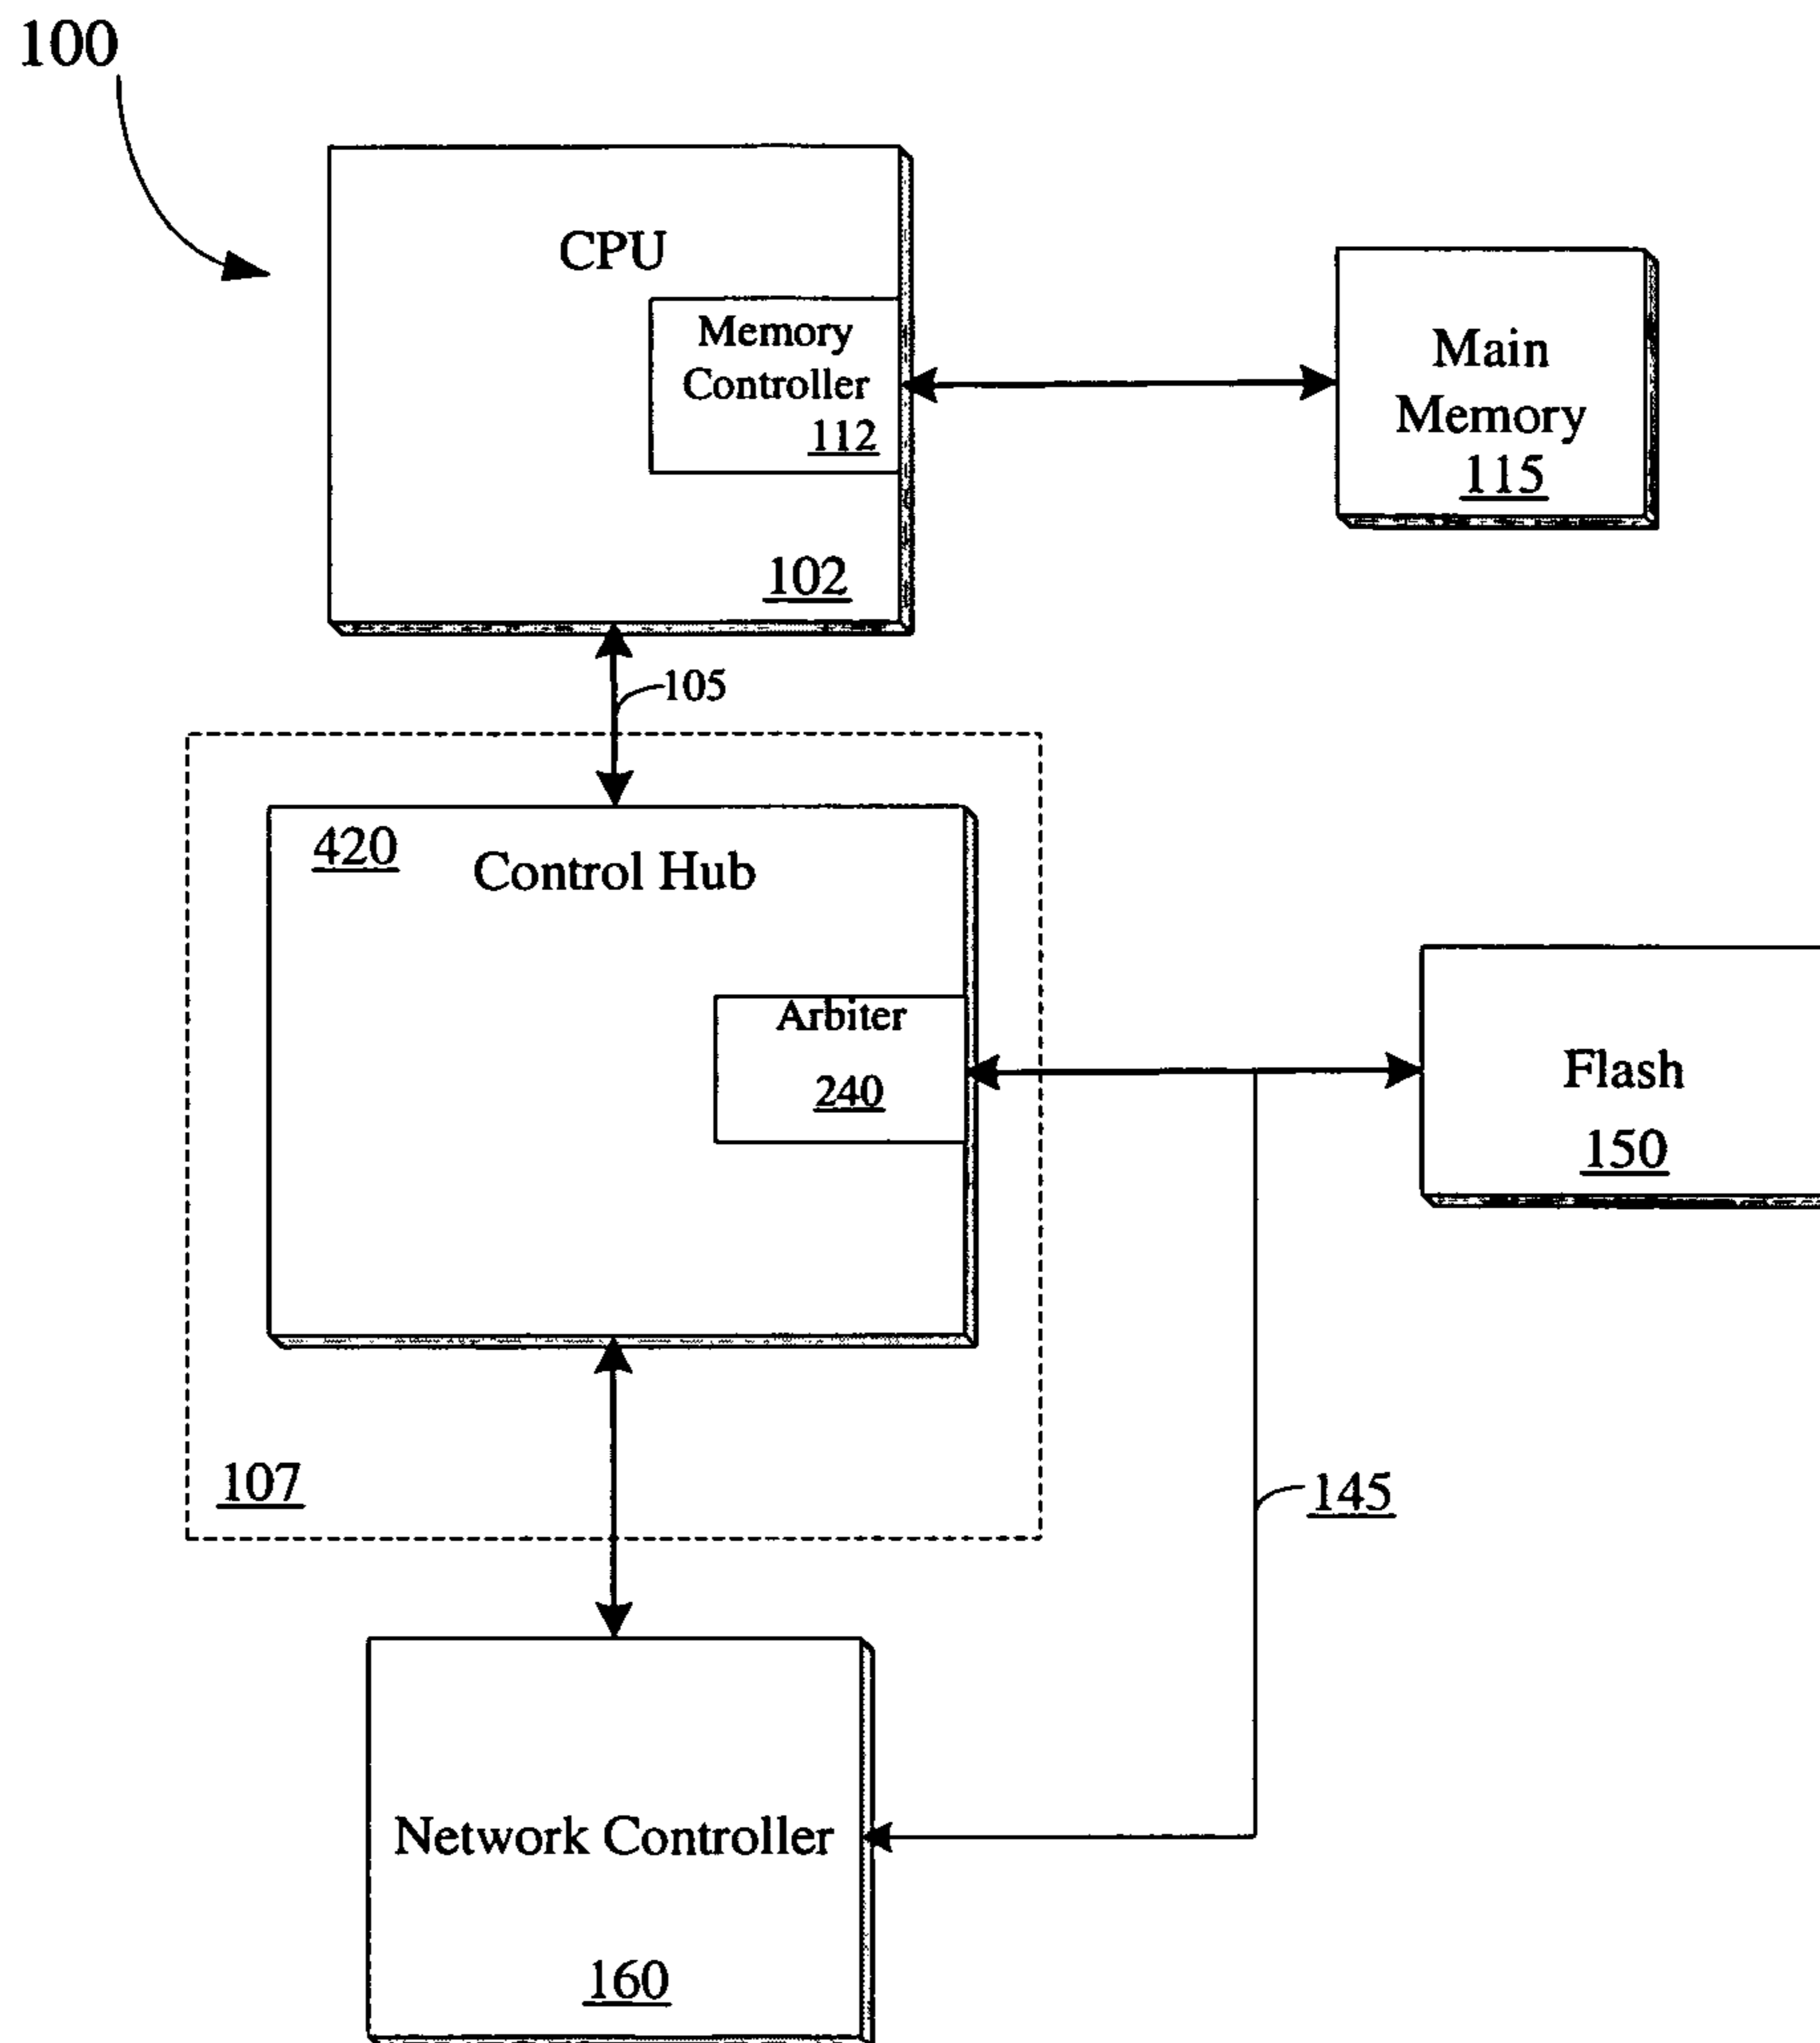 100
CPU
Memory
Controller
112
102
Main
Memory
115
105
420
Control Hub
Arbiter
240
Flash
150
107
145
Network Controller
160